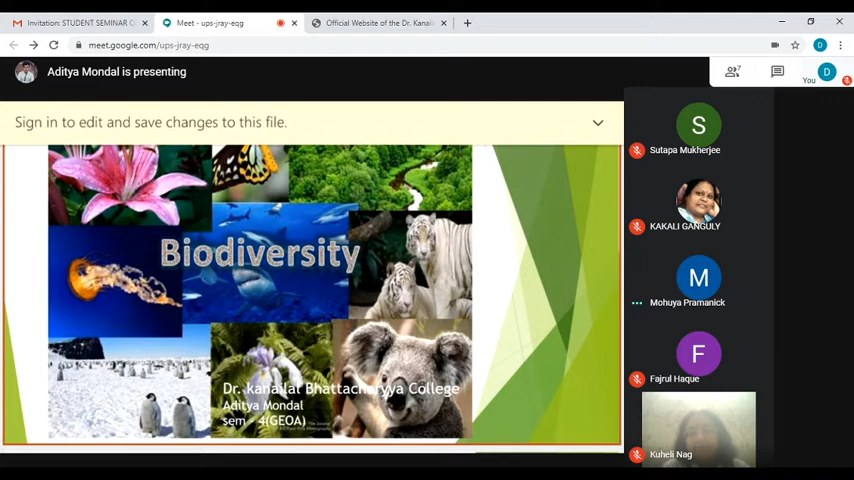 Invitation: STUDENT SEMINAR O
Meet - ups-jray-eqg
Official Website of the Dr. Kanail
meet.google.com/ups-jray-eqg
D
Aditya Mondal is presenting
7
You
D
Sign in to edit and save changes to this file.
Biodiversity
Dr. kanailal Bhattacharyya College
Aditya Mondal
sem - 4(GEOA)
S
Sutapa Mukherjee
KAKALI GANGULY
M
Mohuya Pramanick
F
Fajrul Haque
Kuheli Nag